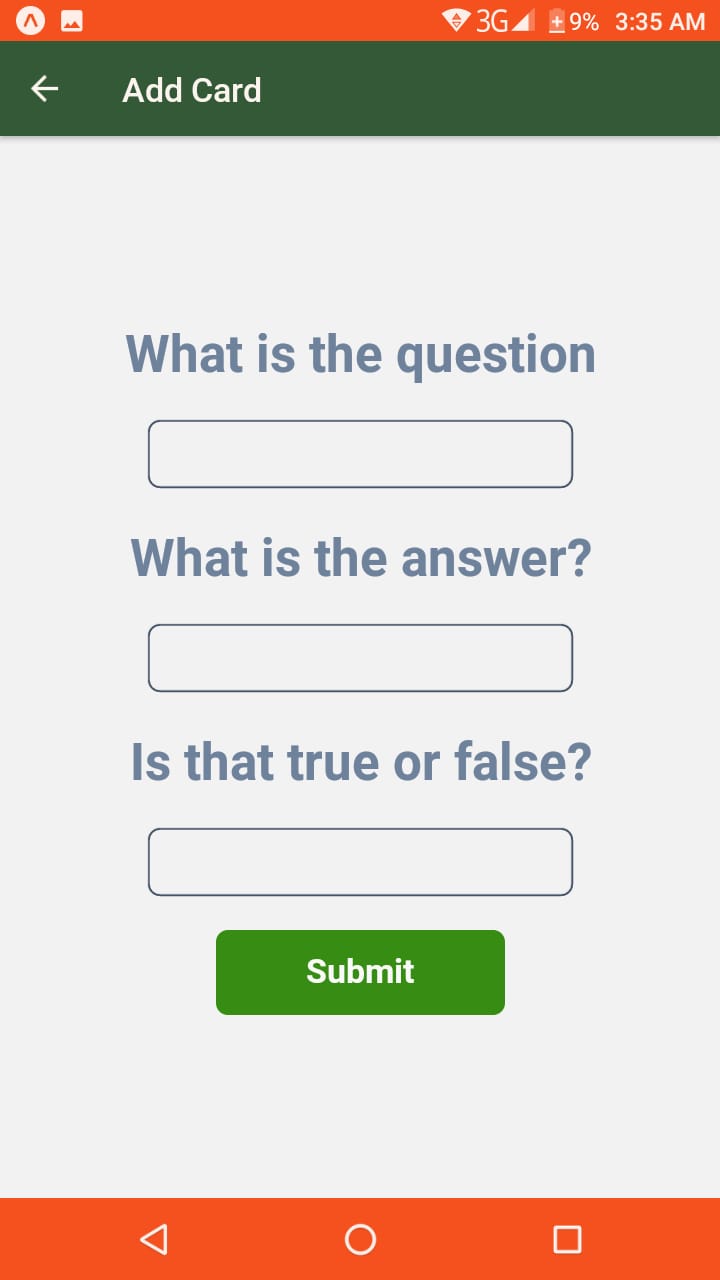 3G 9% 3:35 AM
Add Card
What is the question
What is the answer?
Is that true or false?
Submit